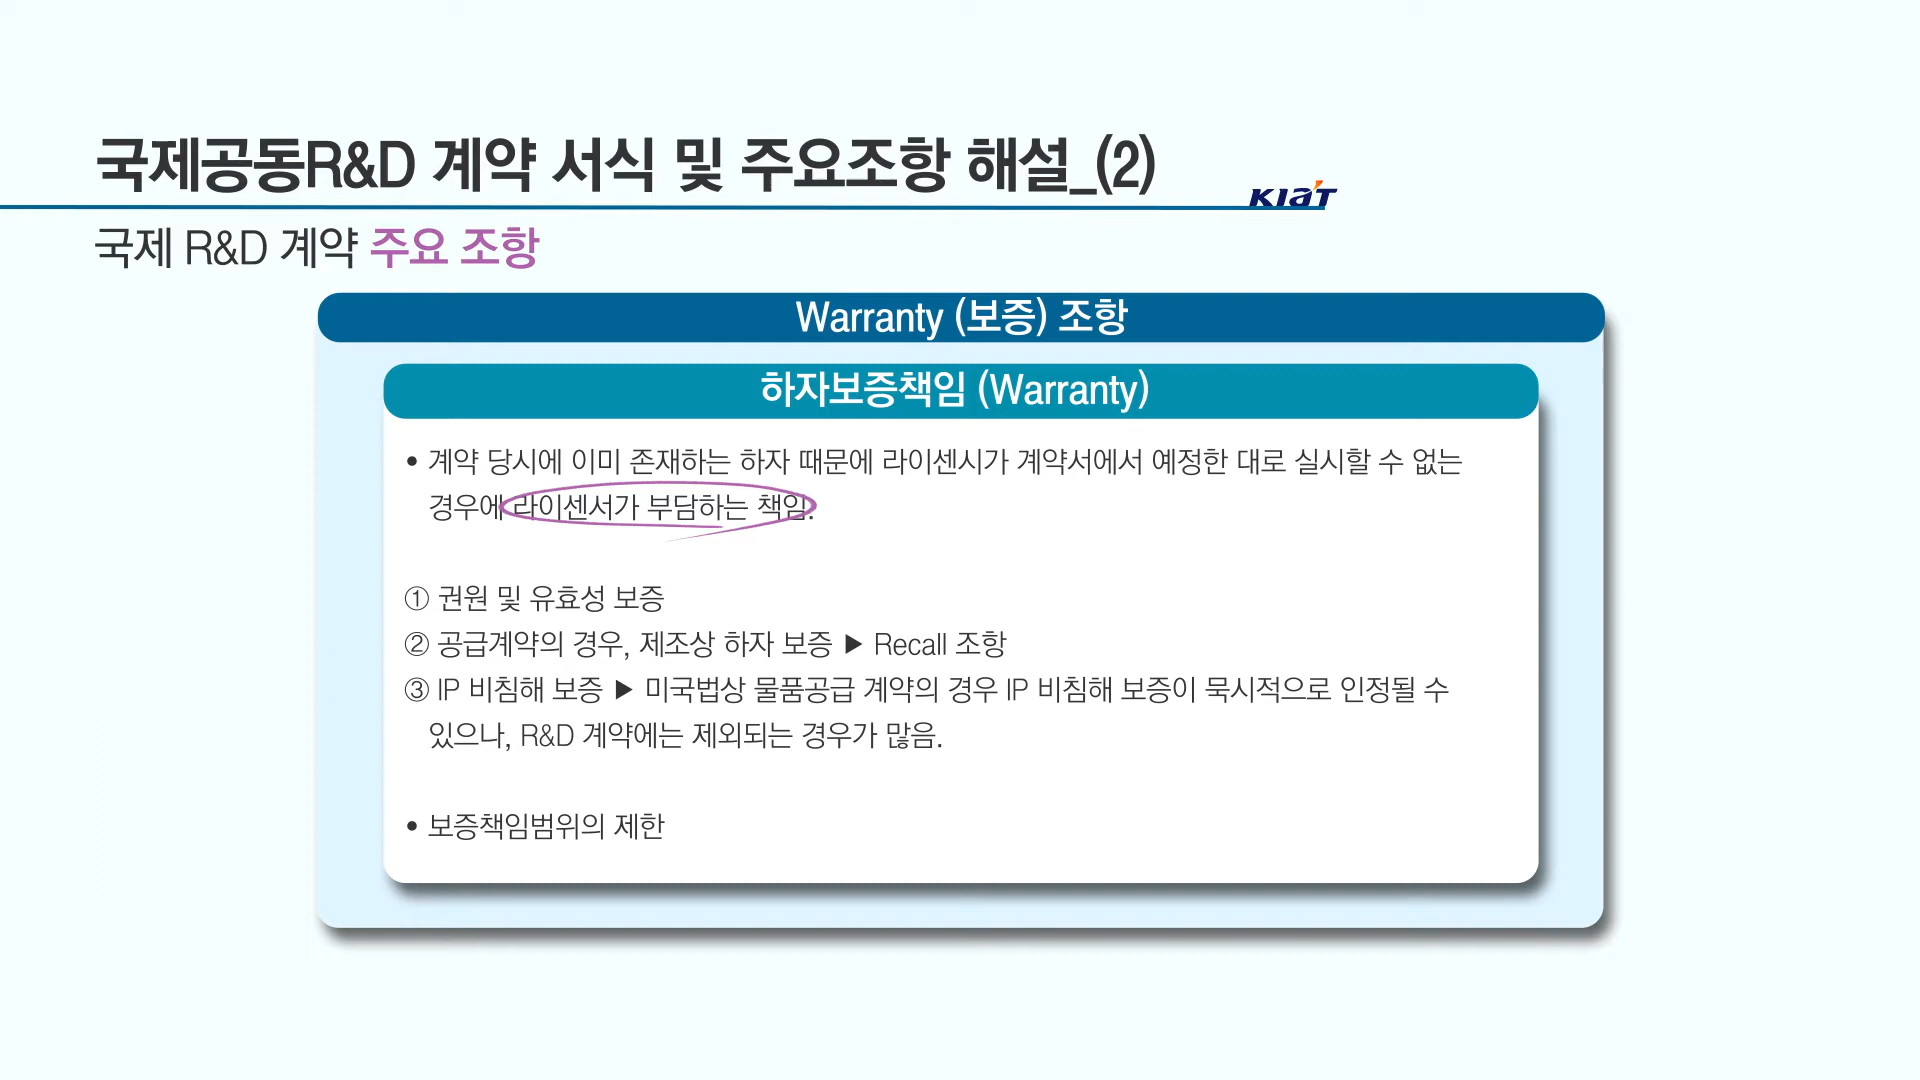 국제공동R&D 계약 서식 및 주요조항 해설_(2)
KIAT
국제 R&D 계약 주요 조항
Warranty (보증) 조항
하자보증책임 (Warranty)
• 계약 당시에 이미 존재하는 하자 때문에 라이센시가 계약서에서 예정한 대로 실시할 수 없는
경우에 라이센서가 부담하는 책임.
① 권원 및 유효성 보증
② 공급계약의 경우, 제조상 하자 보증 ▶ Recall 조항
③ IP 비침해 보증 ▶ 미국법상 물품공급 계약의 경우 IP 비침해 보증이 묵시적으로 인정될 수
있으나, R&D 계약에는 제외되는 경우가 많음.
• 보증책임범위의 제한